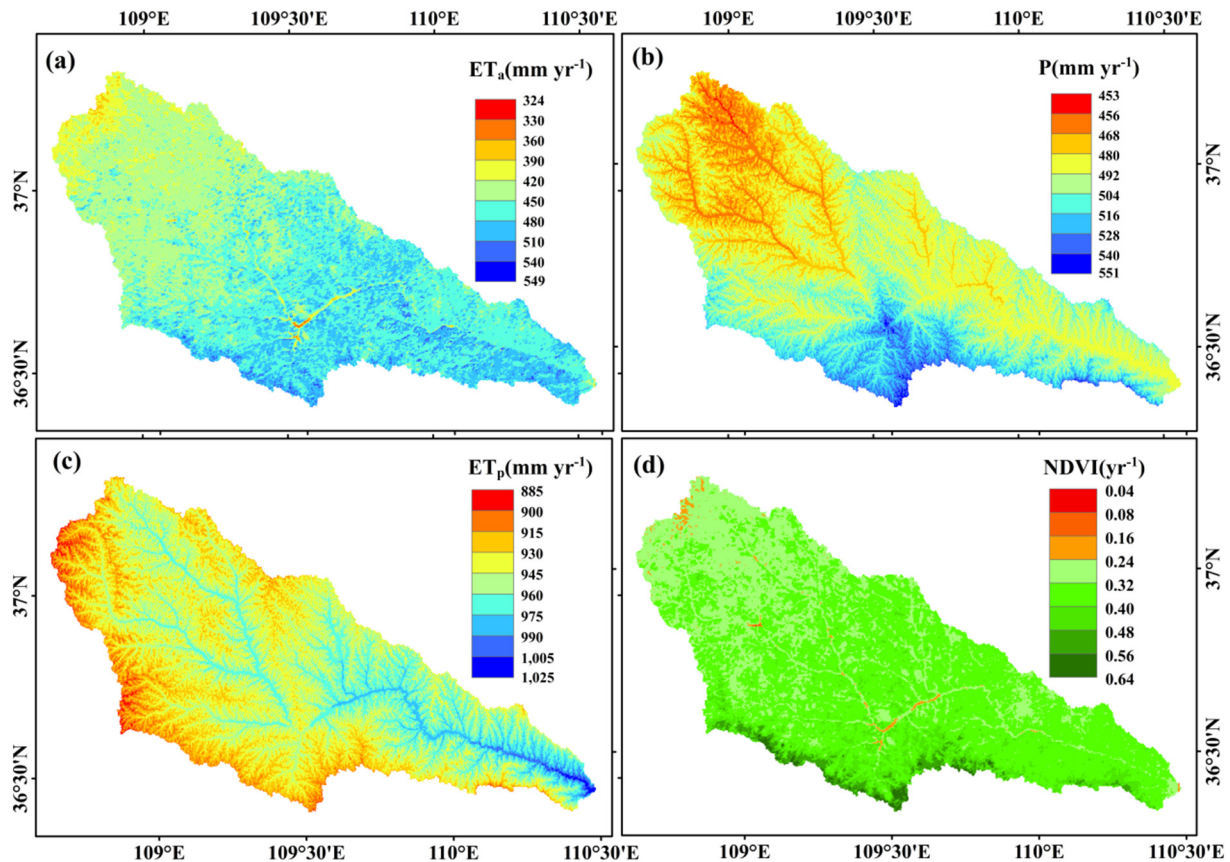 109°E 109°30'E 110°E 110°30'E 109°E 109°30'E 110°E 110°30'E
(a)
ETa(mm yr-1)
324
330
360
390
420
450
480
510
540
549
37°N
36°30'N
(b)
P(mm yr-1)
453
456
468
480
492
504
516
528
540
551
37°N
36°30'N
(c)
ETp(mm yr-1)
885
900
915
930
945
960
975
990
1,005
1,025
37°N
36°30'N
(d)
NDVI(yr-1)
0.04
0.08
0.16
0.24
0.32
0.40
0.48
0.56
0.64
37°N
36°30'N
109°E 109°30'E 110°E 110°30'E 109°E 109°30'E 110°E 110°30'E